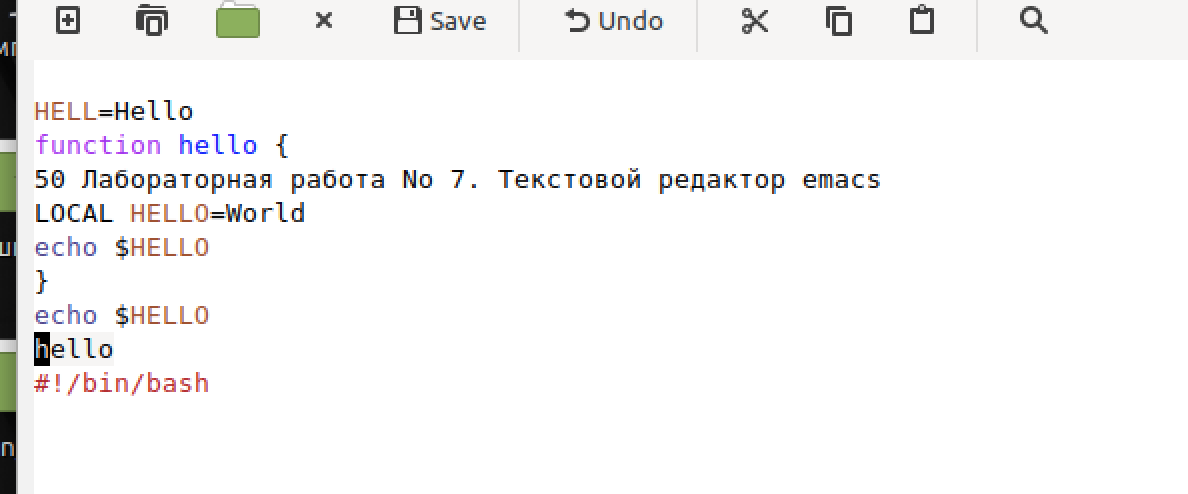 Save Undo
HELL=Hello
function hello {
50 Лабораторная работа No 7. Текстовой редактор emacs
LOCAL HELLO=World
echo $HELLO
}
echo $HELLO
hello
#!/bin/bash